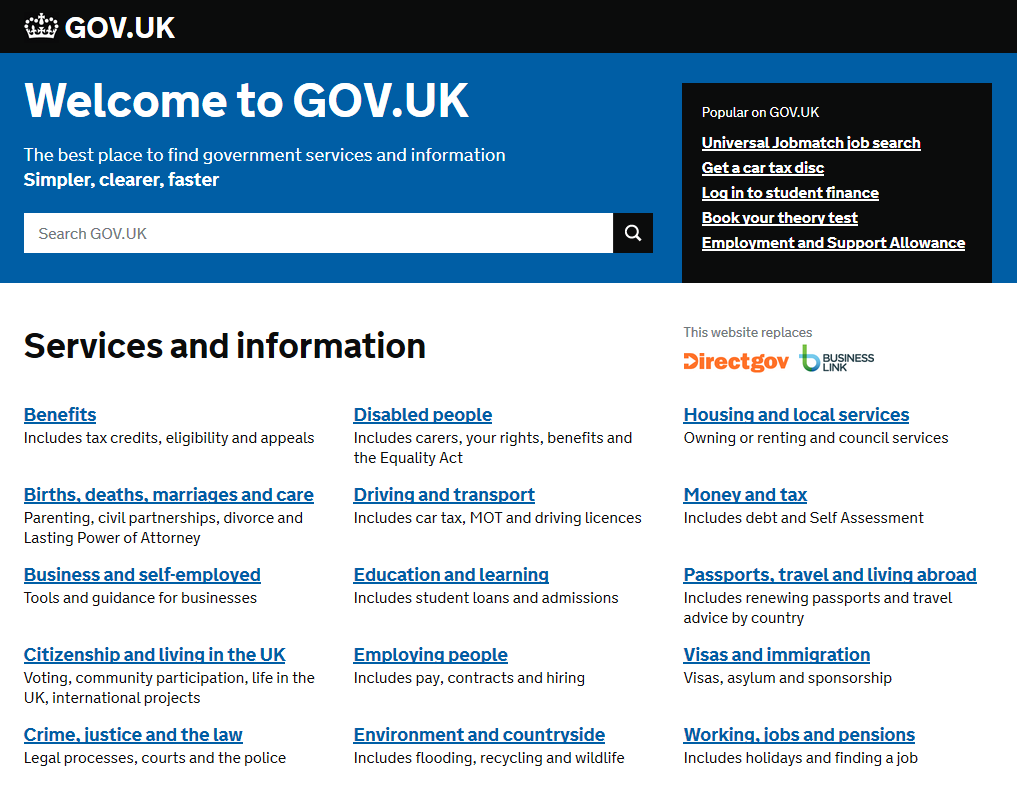 GOV.UK
Welcome to GOV.UK
The best place to find government services and information
Simpler, clearer, faster
Search GOV.UK
Popular on GOV.UK
Universal Jobmatch job search
Get a car tax disc
Log in to student finance
Book your theory test
Employment and Support Allowance
Services and information
This website replaces
Directgov
BUSINESS
LINK
Benefits
Includes tax credits, eligibility and appeals
Births, deaths, marriages and care
Parenting, civil partnerships, divorce and
Lasting Power of Attorney
Business and self-employed
Tools and guidance for businesses
Citizenship and living in the UK
Voting, community participation, life in the
UK, international projects
Crime, justice and the law
Legal processes, courts and the police
Disabled people
Includes carers, your rights, benefits and
the Equality Act
Driving and transport
Includes car tax, MOT and driving licences
Education and learning
Includes student loans and admissions
Employing people
Includes pay, contracts and hiring
Environment and countryside
Includes flooding, recycling and wildlife
Housing and local services
Owning or renting and council services
Money and tax
Includes debt and Self Assessment
Passports, travel and living abroad
Includes renewing passports and travel
advice by country
Visas and immigration
Visas, asylum and sponsorship
Working, jobs and pensions
Includes holidays and finding a job